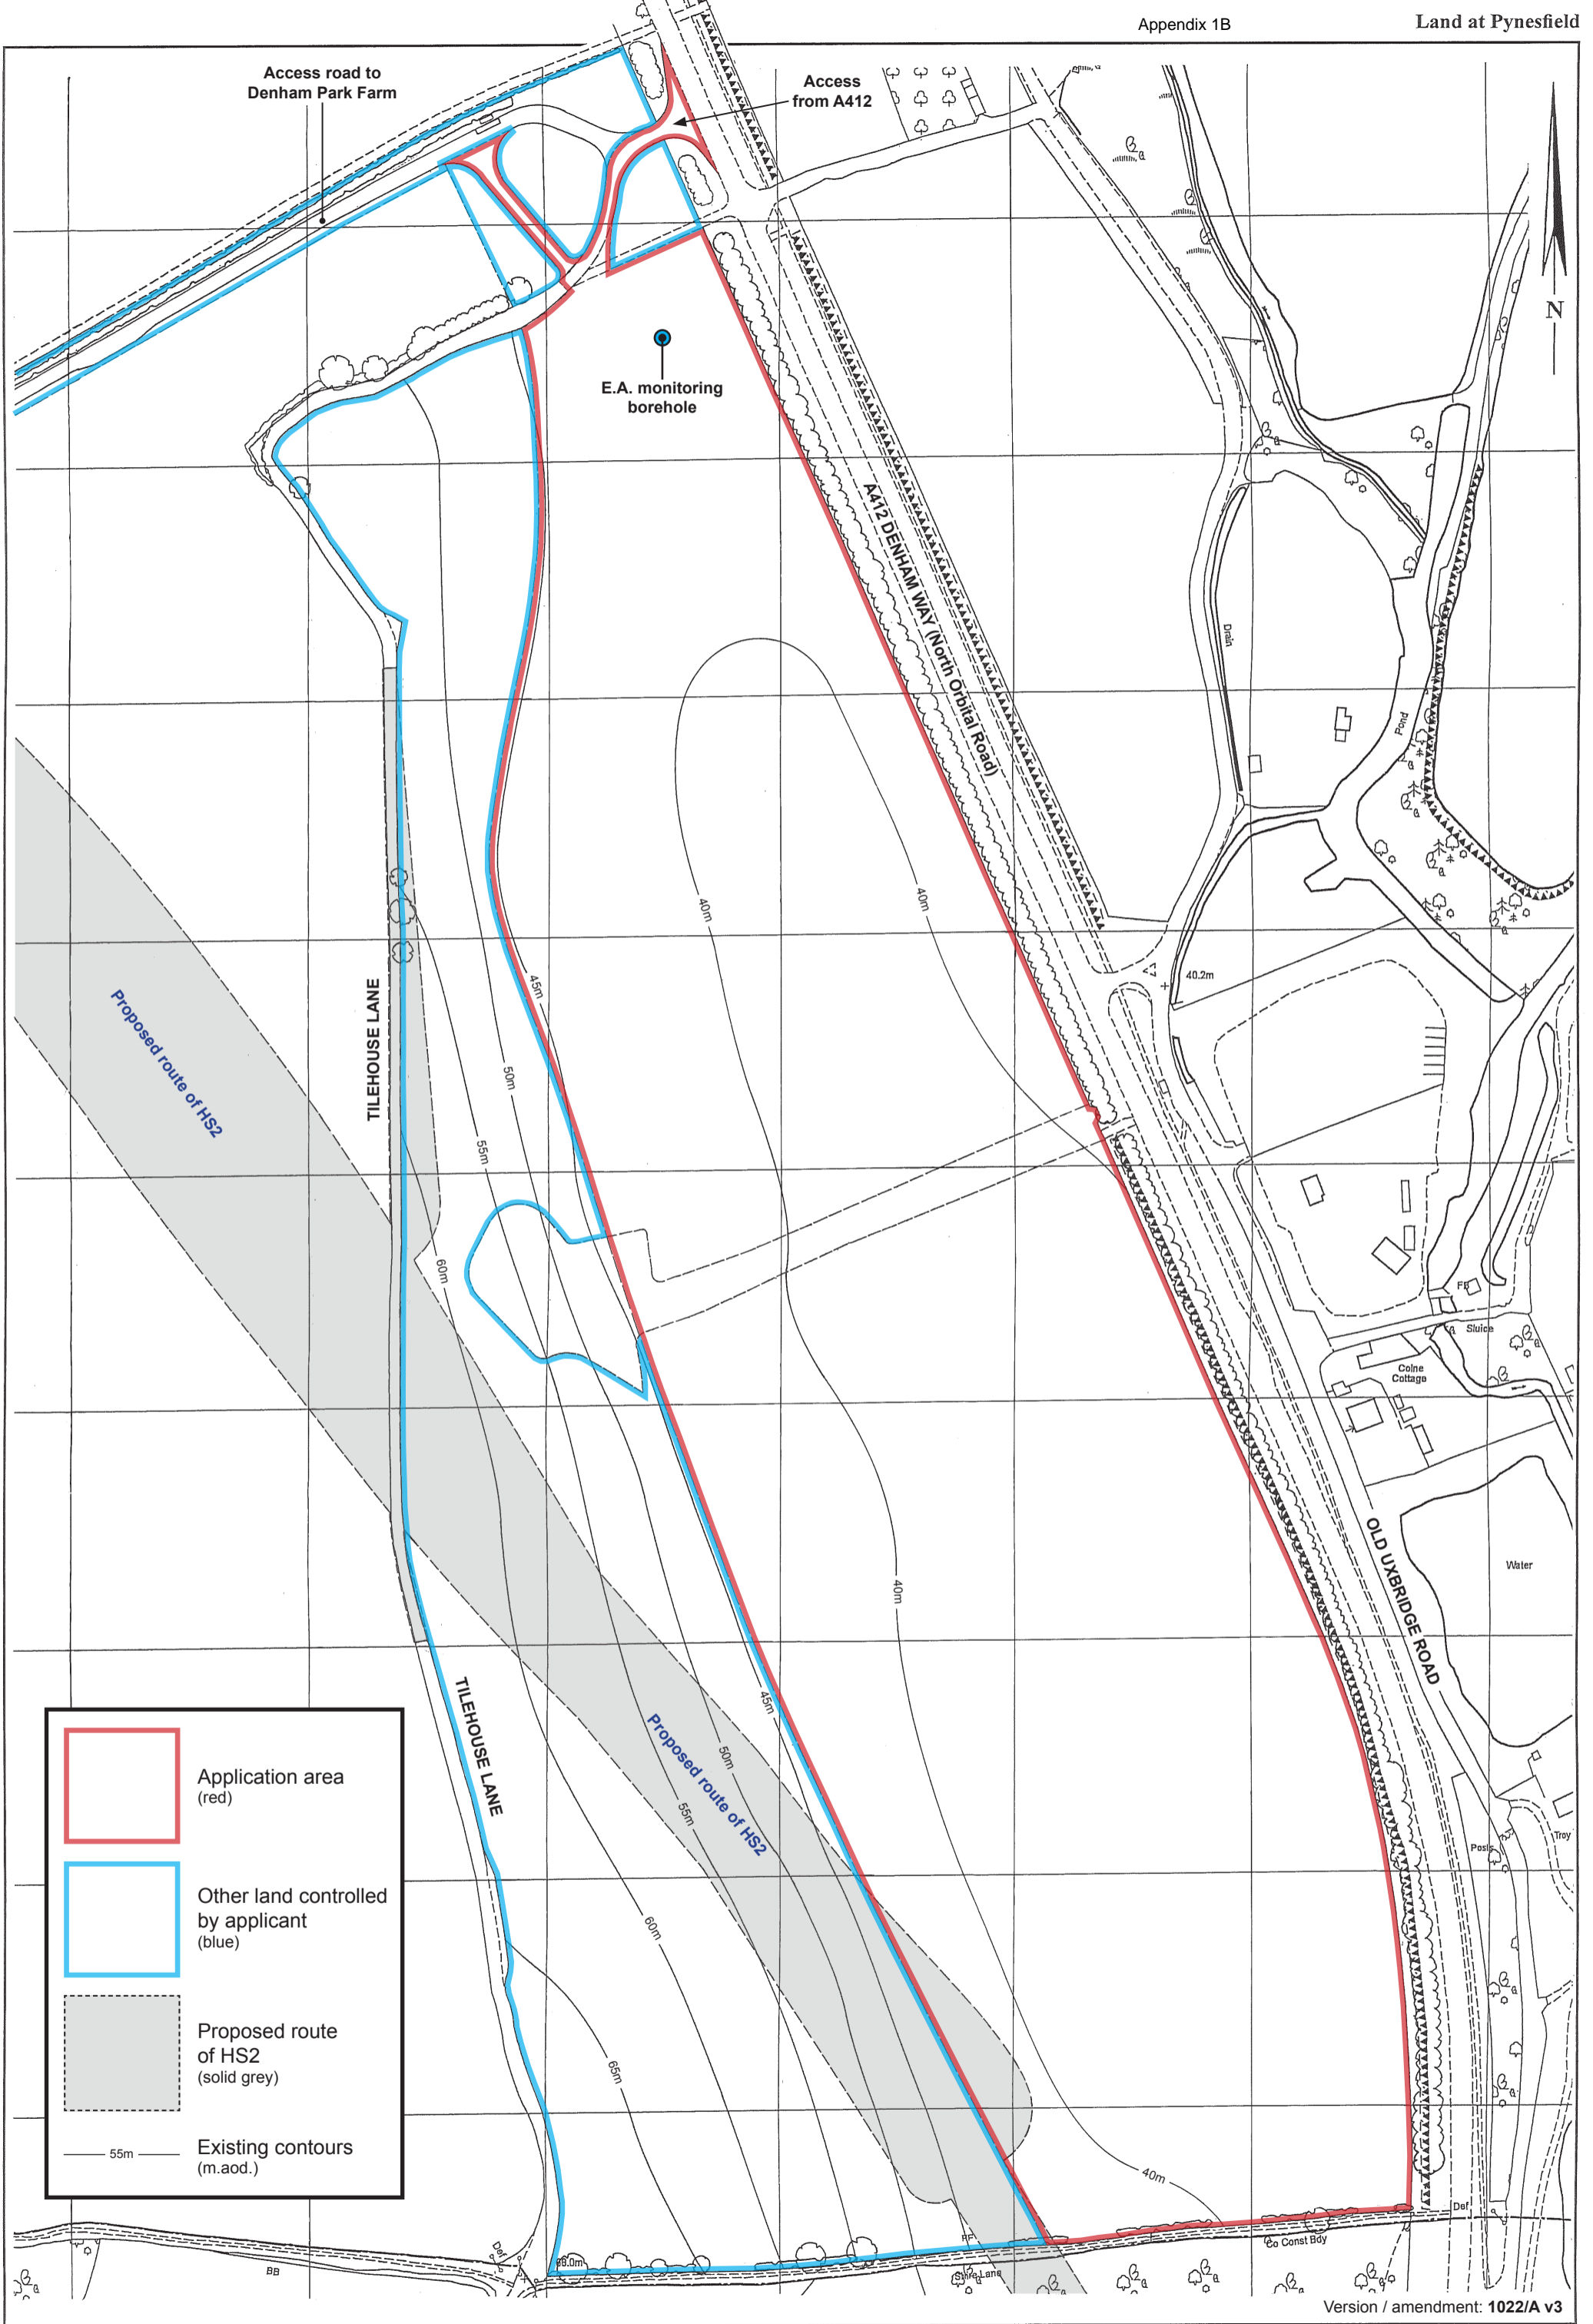 Appendix 1B
Land at Pynesfield
Access road to
Denham Park Farm
Access
from A412
N
E.A. monitoring
borehole
A412 DENHAM WAY (North Orbital Road)
Drain
Pond
40m
40m
40.2m
45m
TILEHOUSE LANE
Proposed route of HS2
50m
55m
60m
FB
Sluice
Colne
Cottage
OLD UXBRIDGE ROAD
Water
40m
TILEHOUSE LANE
45m
Proposed route of HS2
50m
55m
Posts
Troy
60m
65m
40m
Application area
(red)
Other land controlled
by applicant
(blue)
Proposed route
of HS2
(solid grey)
55m
Existing contours
(m.aod.)
Def
Co Const Bdy
FF
Def
BB
Shire Lane
Version / amendment: 1022/A v3